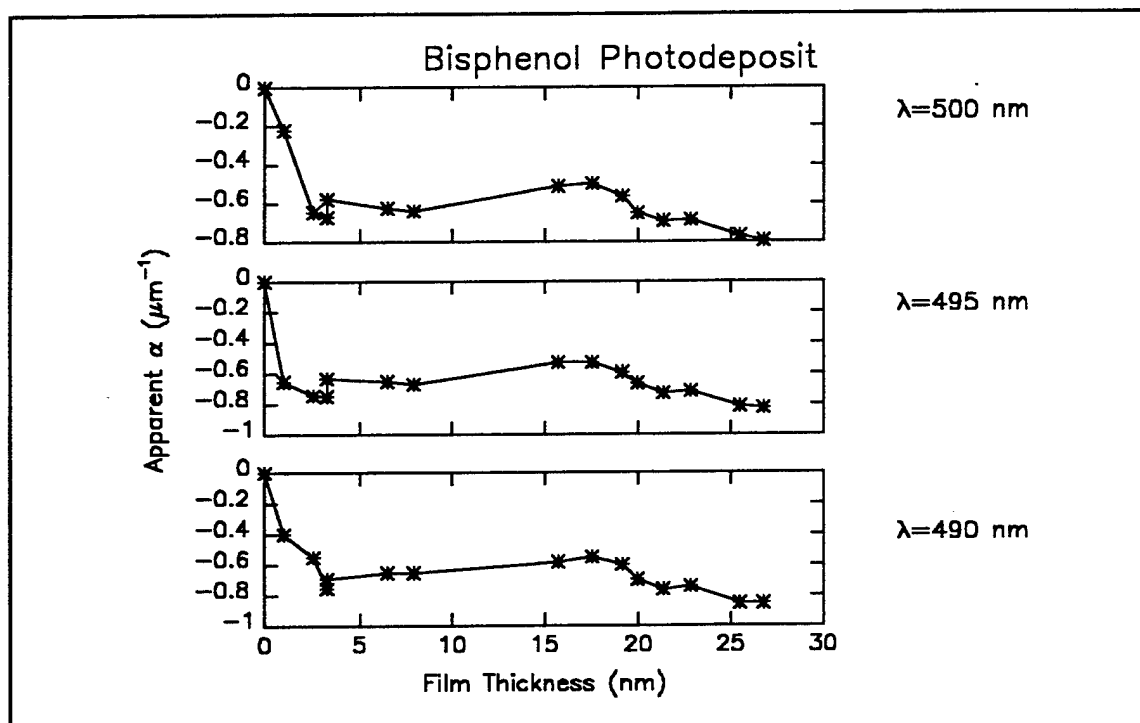 Bisphenol Photodeposit
λ=500 nm
0
−0.2
−0.4
−0.6
−0.8
λ=495 nm
0
−0.2
−0.4
−0.6
−0.8
−1
λ=490 nm
0
−0.2
−0.4
−0.6
−0.8
−1
Apparent α (μm⁻¹)
0 5 10 15 20 25 30
Film Thickness (nm)